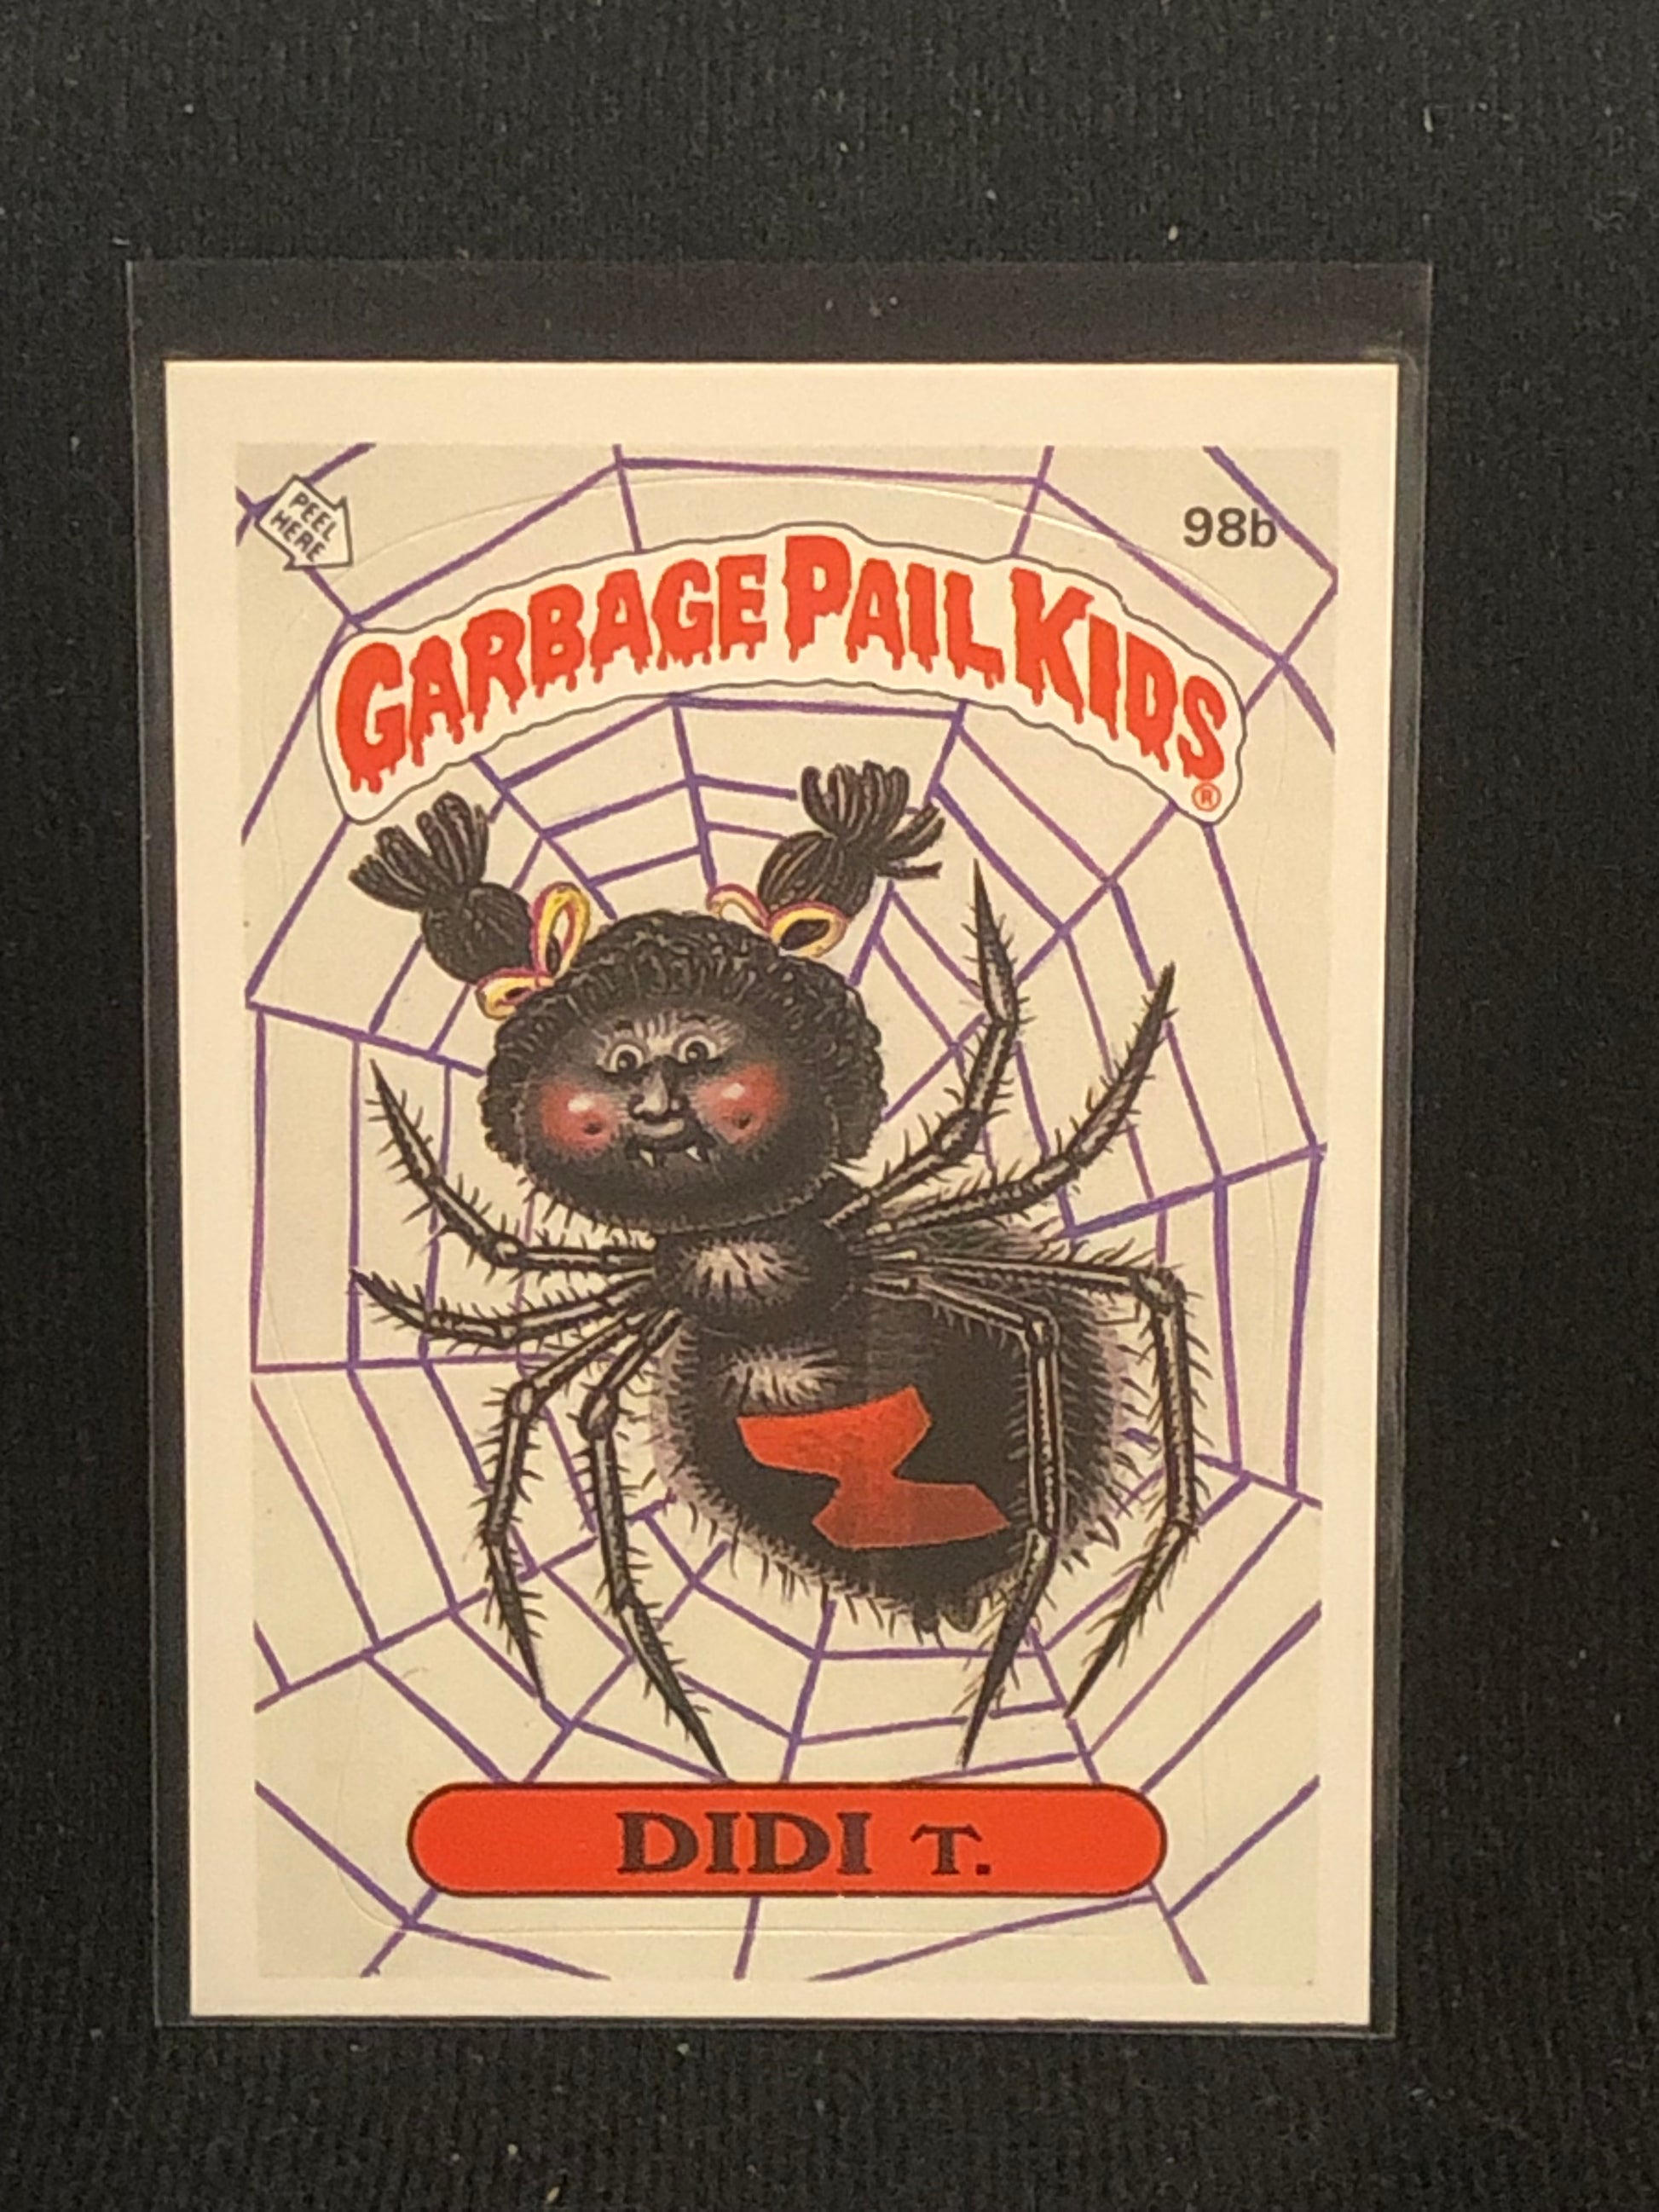 PEEL
HERE
98b
GARBAGE PAIL KIDS
®
DIDI T.